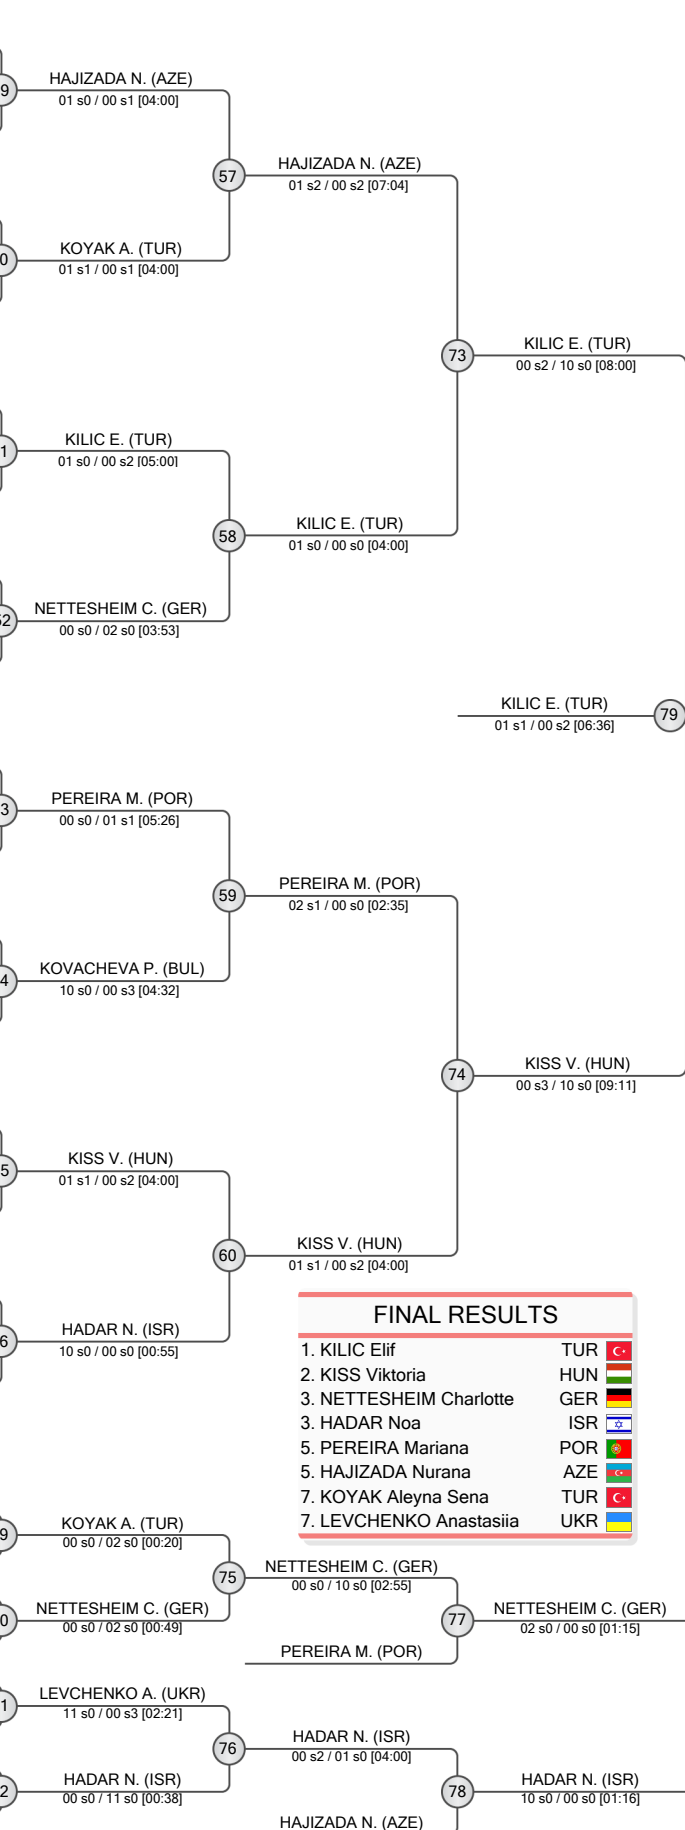 HAJIZADA N. (AZE)
9
01 s0 / 00 s1 [04:00]
HAJIZADA N. (AZE)
57
01 s2 / 00 s2 [07:04]
KOYAK A. (TUR)
0
01 s1 / 00 s1 [04:00]
KILIC E. (TUR)
73
00 s2 / 10 s0 [08:00]
KILIC E. (TUR)
1
01 s0 / 00 s2 [05:00]
KILIC E. (TUR)
58
01 s0 / 00 s0 [04:00]
NETTESHEIM C. (GER)
52
00 s0 / 02 s0 [03:53]
KILIC E. (TUR)
79
01 s1 / 00 s2 [06:36]
PEREIRA M. (POR)
3
00 s0 / 01 s1 [05:26]
PEREIRA M. (POR)
59
02 s1 / 00 s0 [02:35]
KOVACHEVA P. (BUL)
4
10 s0 / 00 s3 [04:32]
KISS V. (HUN)
74
00 s3 / 10 s0 [09:11]
KISS V. (HUN)
5
01 s1 / 00 s2 [04:00]
KISS V. (HUN)
60
01 s1 / 00 s2 [04:00]
HADAR N. (ISR)
6
10 s0 / 00 s0 [00:55]
FINAL RESULTS
1. KILIC Elif TUR
2. KISS Viktoria HUN
3. NETTESHEIM Charlotte GER
3. HADAR Noa ISR
5. PEREIRA Mariana POR
5. HAJIZADA Nurana AZE
7. KOYAK Aleyna Sena TUR
7. LEVCHENKO Anastasiia UKR
KOYAK A. (TUR)
9
00 s0 / 02 s0 [00:20]
NETTESHEIM C. (GER)
75
00 s0 / 10 s0 [02:55]
NETTESHEIM C. (GER)
0
00 s0 / 02 s0 [00:49]
NETTESHEIM C. (GER)
77
02 s0 / 00 s0 [01:15]
PEREIRA M. (POR)
LEVCHENKO A. (UKR)
1
11 s0 / 00 s3 [02:21]
HADAR N. (ISR)
76
00 s2 / 01 s0 [04:00]
HADAR N. (ISR)
2
00 s0 / 11 s0 [00:38]
HADAR N. (ISR)
78
10 s0 / 00 s0 [01:16]
HAJIZADA N. (AZE)